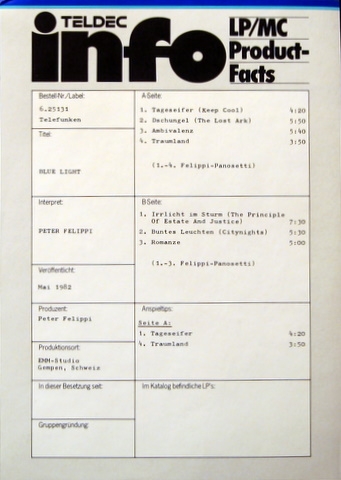 TELDEC
info
LP/MC
Product-
Facts
Bestell-Nr./Label:
6.25131
Telefunken
Titel:
BLUE LIGHT
Interpret:
PETER FELIPPI
Veröffentlicht:
Mai 1982
Produzent:
Peter Felippi
Produktionsort:
EMM-Studio
Gempen, Schweiz
In dieser Besetzung seit:
Gruppengründung:
A-Seite:
1. Tageseifer (Keep Cool) 4:20
2. Dschungel (The Lost Ark) 5:50
3. Ambivalenz 5:40
4. Traumland 3:50
(1.-4. Felippi-Panosetti)
B-Seite:
1. Irrlicht im Sturm (The Principle
Of Estate And Justice) 7:30
2. Buntes Leuchten (Citynights) 5:30
3. Romanze 5:00
(1.-3. Felippi-Panosetti)
Anspieltips:
Seite A:
1. Tageseifer 4:20
4. Traumland 3:50
Im Katalog befindliche LP's: